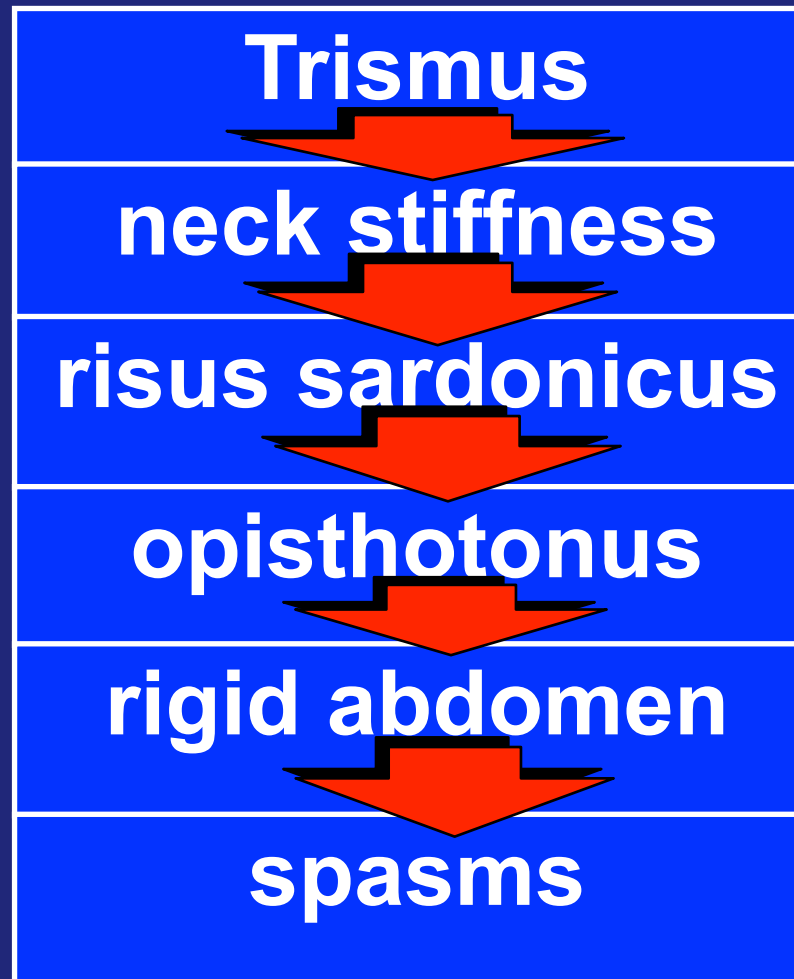 Trismus
neck stiffness
risus sardonicus
opisthotonus
rigid abdomen
spasms